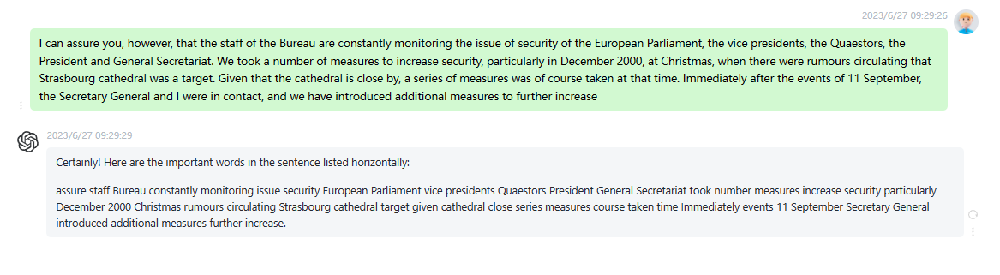 2023/6/27 09:29:26
I can assure you, however, that the staff of the Bureau are constantly monitoring the issue of security of the European Parliament, the vice presidents, the Quaestors, the
President and General Secretariat. We took a number of measures to increase security, particularly in December 2000, at Christmas, when there were rumours circulating that
Strasbourg cathedral was a target. Given that the cathedral is close by, a series of measures was of course taken at that time. Immediately after the events of 11 September,
the Secretary General and I were in contact, and we have introduced additional measures to further increase
2023/6/27 09:29:29
Certainly! Here are the important words in the sentence listed horizontally:
assure staff Bureau constantly monitoring issue security European Parliament vice presidents Quaestors President General Secretariat took number measures increase security particularly
December 2000 Christmas rumours circulating Strasbourg cathedral target given cathedral close series measures course taken time Immediately events 11 September Secretary General
introduced additional measures further increase.